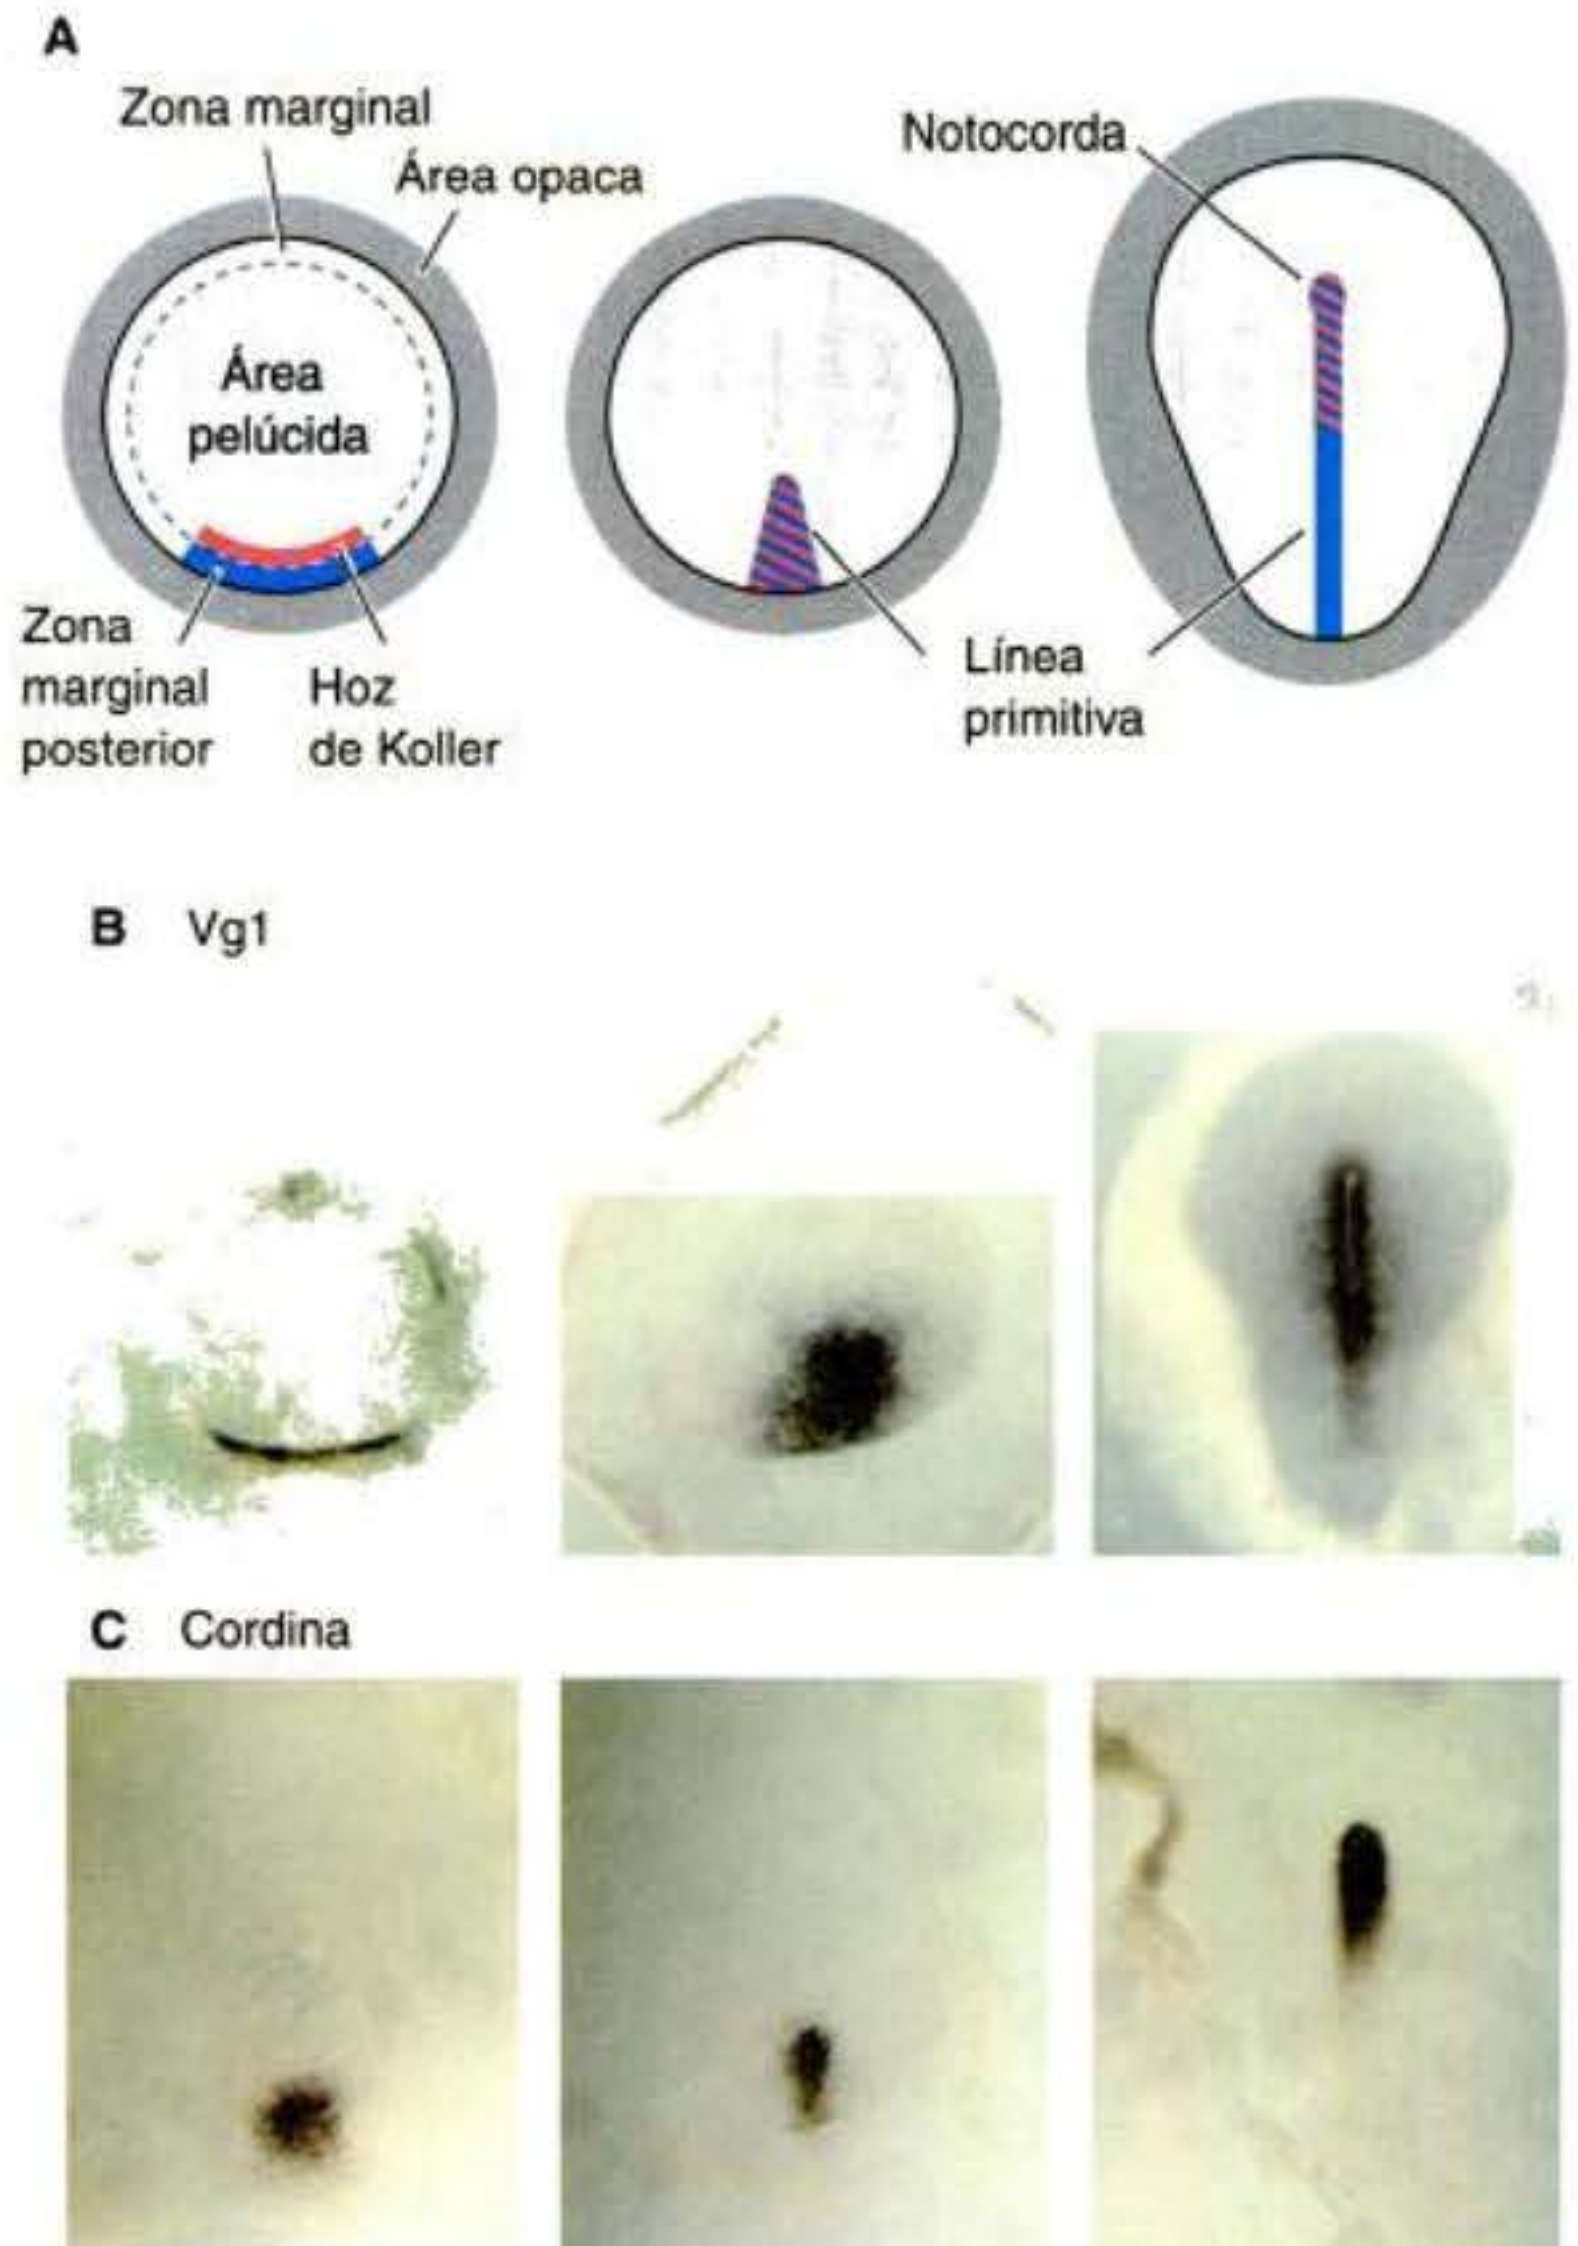 A
Zona marginal
Área opaca
Notocorda
Área
pelúcida
Zona
marginal
posterior
Hoz
de Koller
Línea
primitiva
B Vg1
C Cordina